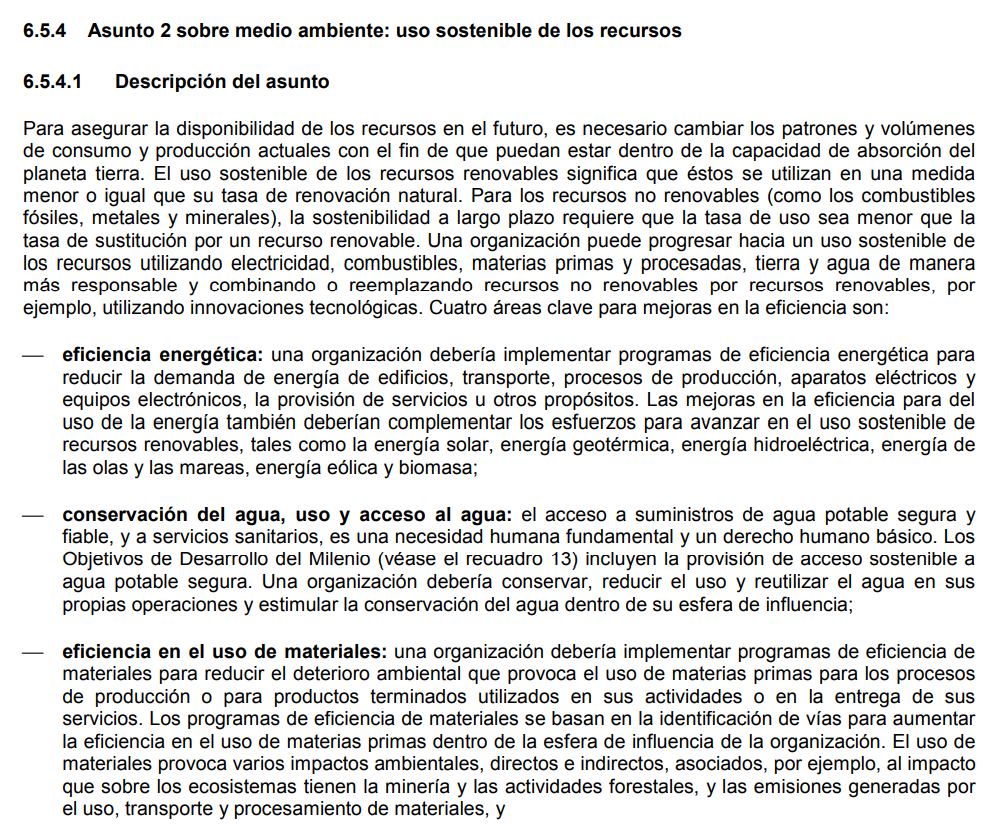 6.5.4 Asunto 2 sobre medio ambiente: uso sostenible de los recursos
6.5.4.1 Descripción del asunto
Para asegurar la disponibilidad de los recursos en el futuro, es necesario cambiar los patrones y volúmenes
de consumo y producción actuales con el fin de que puedan estar dentro de la capacidad de absorción del
planeta tierra. El uso sostenible de los recursos renovables significa que éstos se utilizan en una medida
menor o igual que su tasa de renovación natural. Para los recursos no renovables (como los combustibles
fósiles, metales y minerales), la sostenibilidad a largo plazo requiere que la tasa de uso sea menor que la
tasa de sustitución por un recurso renovable. Una organización puede progresar hacia un uso sostenible de
los recursos utilizando electricidad, combustibles, materias primas y procesadas, tierra y agua de manera
más responsable y combinando o reemplazando recursos no renovables por recursos renovables, por
ejemplo, utilizando innovaciones tecnológicas. Cuatro áreas clave para mejoras en la eficiencia son:
— eficiencia energética: una organización debería implementar programas de eficiencia energética para
reducir la demanda de energía de edificios, transporte, procesos de producción, aparatos eléctricos y
equipos electrónicos, la provisión de servicios u otros propósitos. Las mejoras en la eficiencia para del
uso de la energía también deberían complementar los esfuerzos para avanzar en el uso sostenible de
recursos renovables, tales como la energía solar, energía geotérmica, energía hidroeléctrica, energía de
las olas y las mareas, energía eólica y biomasa;
— conservación del agua, uso y acceso al agua: el acceso a suministros de agua potable segura y
fiable, y a servicios sanitarios, es una necesidad humana fundamental y un derecho humano básico. Los
Objetivos de Desarrollo del Milenio (véase el recuadro 13) incluyen la provisión de acceso sostenible a
agua potable segura. Una organización debería conservar, reducir el uso y reutilizar el agua en sus
propias operaciones y estimular la conservación del agua dentro de su esfera de influencia;
— eficiencia en el uso de materiales: una organización debería implementar programas de eficiencia de
materiales para reducir el deterioro ambiental que provoca el uso de materias primas para los procesos
de producción o para productos terminados utilizados en sus actividades o en la entrega de sus
servicios. Los programas de eficiencia de materiales se basan en la identificación de vías para aumentar
la eficiencia en el uso de materias primas dentro de la esfera de influencia de la organización. El uso de
materiales provoca varios impactos ambientales, directos e indirectos, asociados, por ejemplo, al impacto
que sobre los ecosistemas tienen la minería y las actividades forestales, y las emisiones generadas por
el uso, transporte y procesamiento de materiales, y